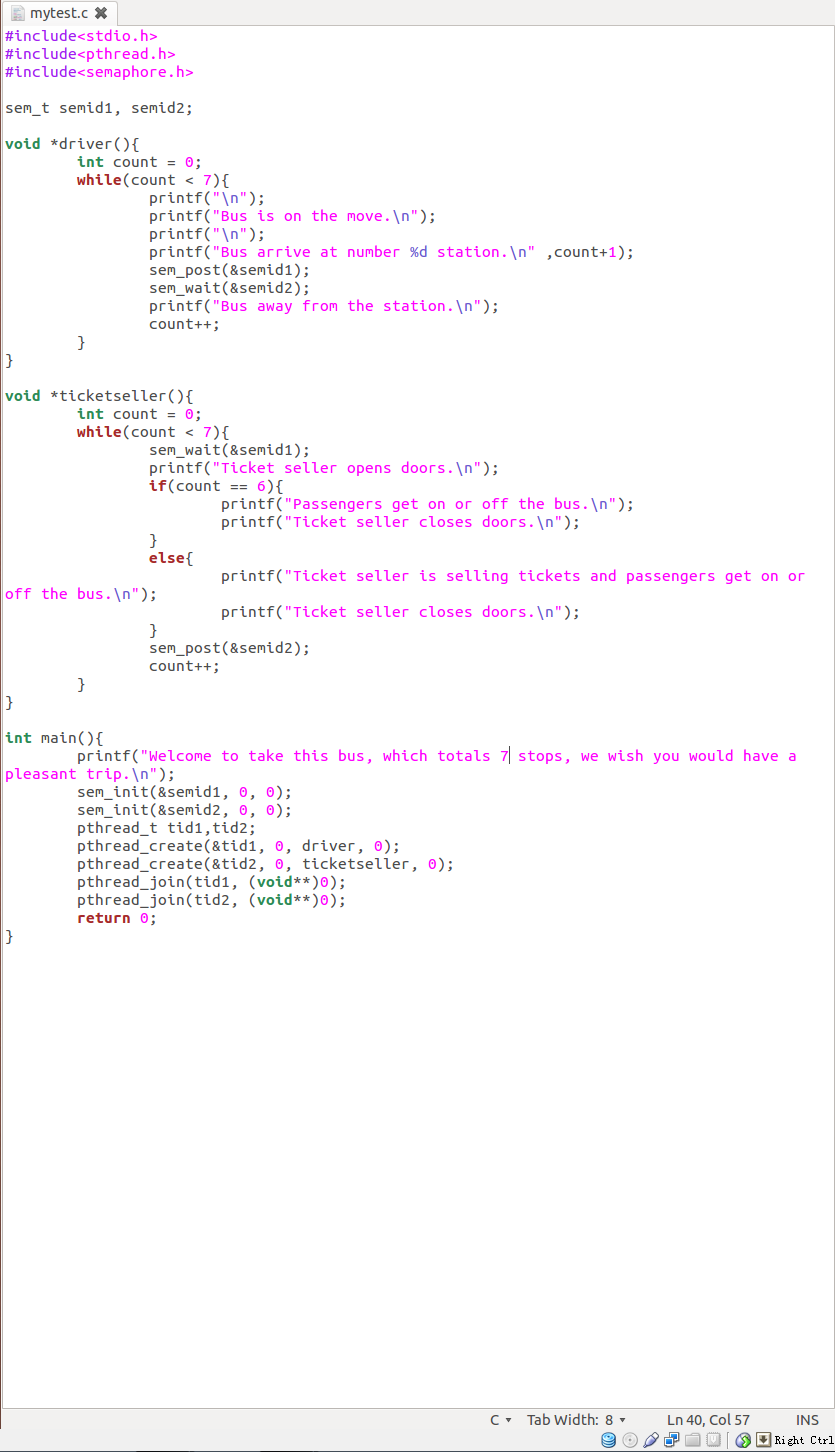 mytest.c
#include<stdio.h>
#include<pthread.h>
#include<semaphore.h>
sem_t semid1, semid2;
void *driver(){
        int count = 0;
        while(count < 7){
                printf("\n");
                printf("Bus is on the move.\n");
                printf("\n");
                printf("Bus arrive at number %d station.\n" ,count+1);
                sem_post(&semid1);
                sem_wait(&semid2);
                printf("Bus away from the station.\n");
                count++;
        }
}
void *ticketseller(){
        int count = 0;
        while(count < 7){
                sem_wait(&semid1);
                printf("Ticket seller opens doors.\n");
                if(count == 6){
                        printf("Passengers get on or off the bus.\n");
                        printf("Ticket seller closes doors.\n");
                }
                else{
                        printf("Ticket seller is selling tickets and passengers get on or
off the bus.\n");
                        printf("Ticket seller closes doors.\n");
                }
                sem_post(&semid2);
                count++;
        }
}
int main(){
        printf("Welcome to take this bus, which totals 7 stops, we wish you would have a
pleasant trip.\n");
        sem_init(&semid1, 0, 0);
        sem_init(&semid2, 0, 0);
        pthread_t tid1,tid2;
        pthread_create(&tid1, 0, driver, 0);
        pthread_create(&tid2, 0, ticketseller, 0);
        pthread_join(tid1, (void**)0);
        pthread_join(tid2, (void**)0);
        return 0;
}
C Tab Width: 8 Ln 40, Col 57 INS
Right Ctrl